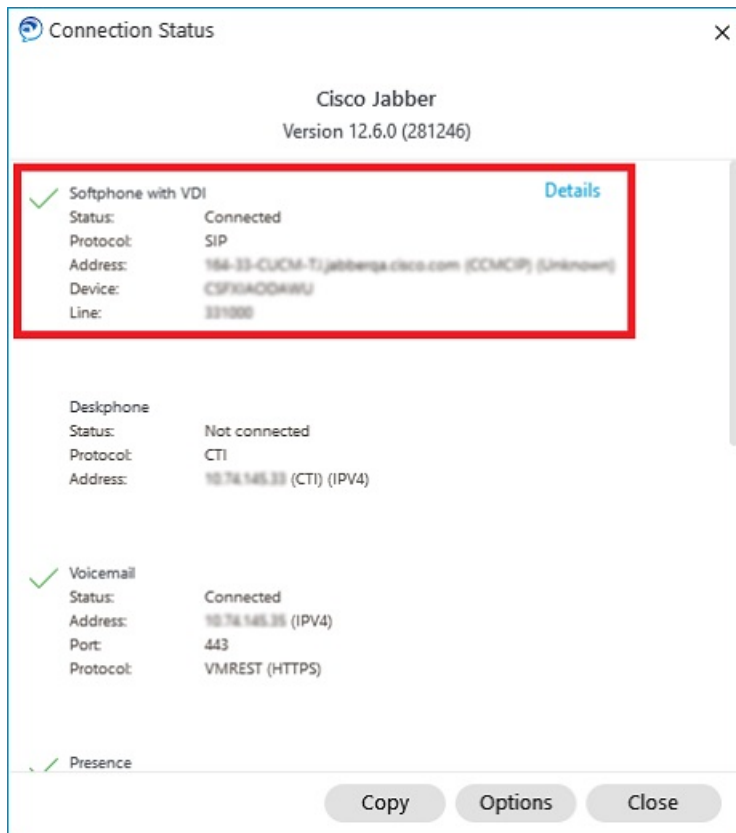 Connection Status
Cisco Jabber
Version 12.6.0 (281246)
Softphone with VDI
Details
Status: Connected
Protocol: SIP
Address: (CCMCIP) (Unknown)
Device:
Line:
Deskphone
Status: Not connected
Protocol: CTI
Address: (CTI) (IPV4)
Voicemail
Status: Connected
Address: (IPV4)
Port: 443
Protocol: VMREST (HTTPS)
Presence
Copy
Options
Close